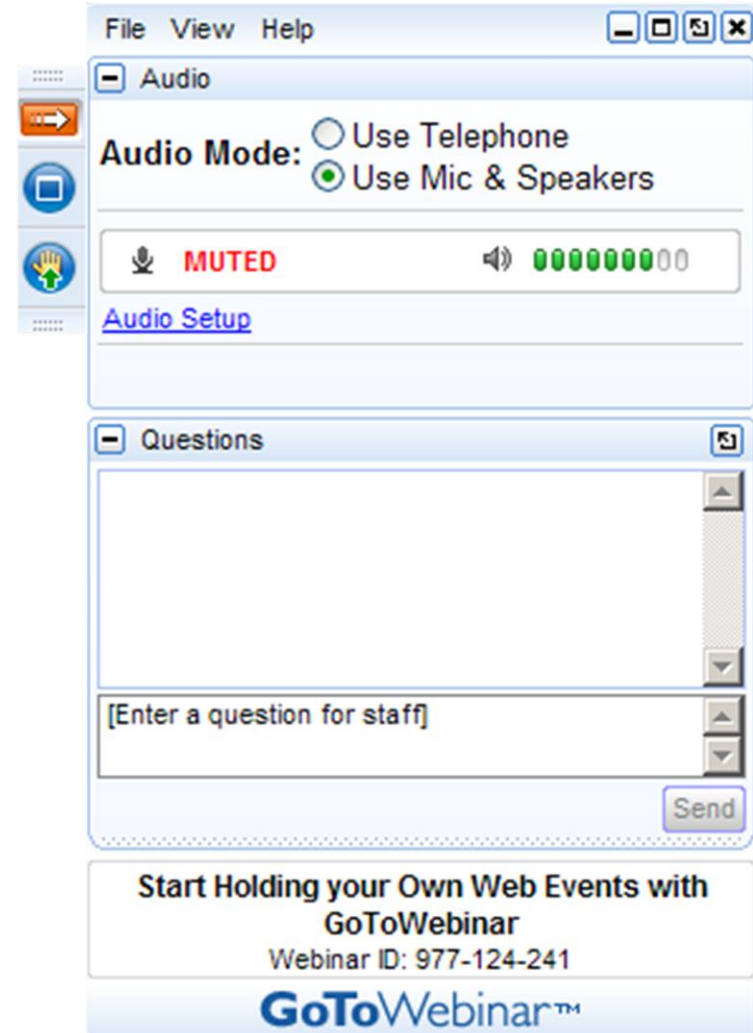 File View Help
Audio
Audio Mode: Use Telephone
Use Mic & Speakers
MUTED
Audio Setup
Questions
[Enter a question for staff]
Send
Start Holding your Own Web Events with
GoToWebinar
Webinar ID: 977-124-241
GoToWebinar™